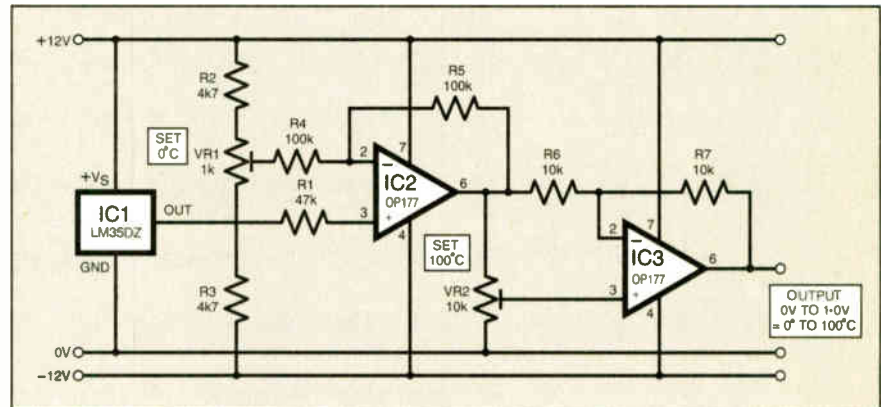 +12V
R2
4k7
R5
100k
SET
0°C
VR1
1k
R4
100k
R6
10k
R7
10k
2
7
IC2
OP177
6
3
+
4
+VS
IC1
LM35DZ
GND
OUT
R1
47k
SET
100°C
2
7
IC3
OP177
6
3
+
4
R3
4k7
VR2
10k
OUTPUT
0V TO 1·0V
= 0° TO 100°C
0V
-12V